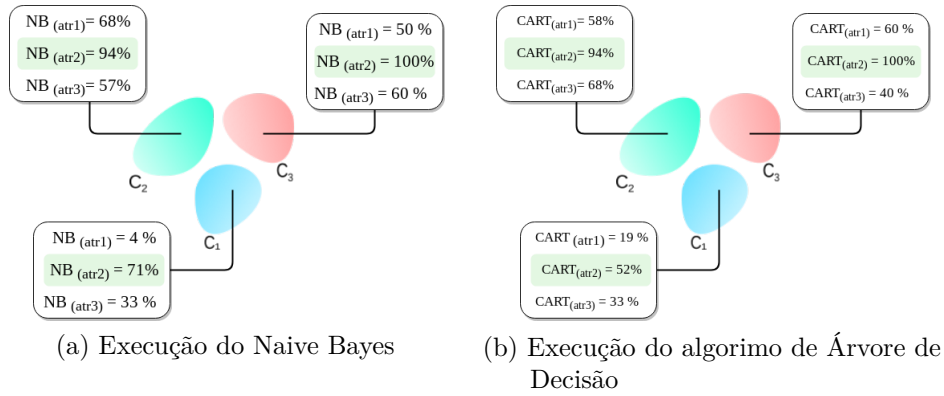 NB (atr1)= 68%
NB (atr2)= 94%
NB (atr3)= 57%
NB (atr1) = 50 %
NB (atr2) = 100%
NB (atr3) = 60 %
C2
C3
C1
NB (atr1) = 4 %
NB (atr2) = 71%
NB (atr3) = 33 %
(a) Execução do Naive Bayes
CART(atr1)= 58%
CART(atr2)= 94%
CART(atr3)= 68%
CART(atr1) = 60 %
CART(atr2) = 100%
CART(atr3) = 40 %
C2
C3
C1
CART (atr1) = 19 %
CART(atr2) = 52%
CART(atr3) = 33 %
(b) Execução do algorimo de Árvore de
Decisão